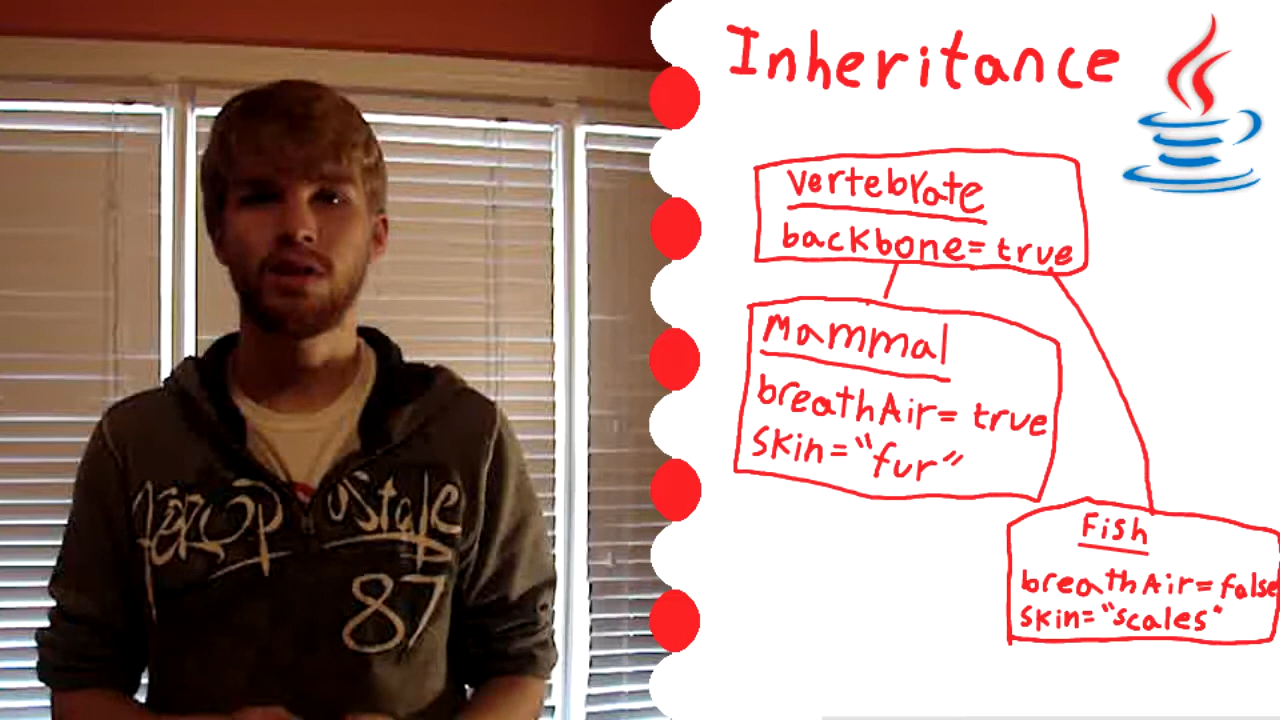 Inheritance
Vertebrate
backbone= true
Mammal
breathAir= true
skin="fur"
Fish
breathAir= false
skin="scales"
Aéropostale
87